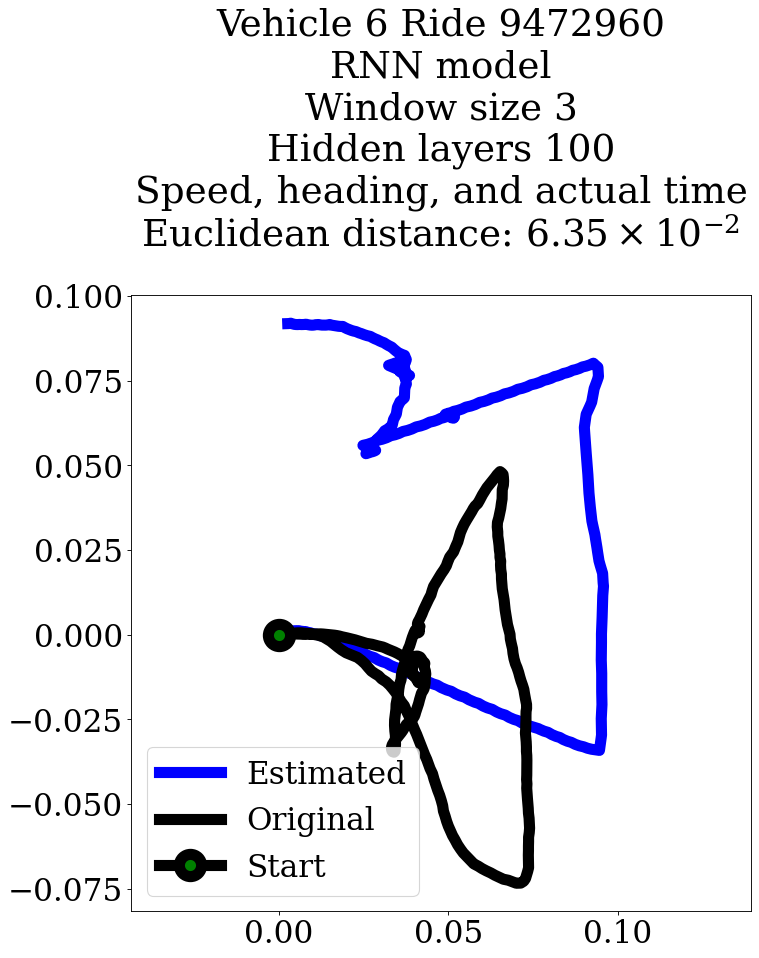 Vehicle 6 Ride 9472960
RNN model
Window size 3
Hidden layers 100
Speed, heading, and actual time
Euclidean distance: 6.35 × 10⁻²
0.100
0.075
0.050
0.025
0.000
−0.025
−0.050
−0.075
Estimated
Original
Start
0.00 0.05 0.10